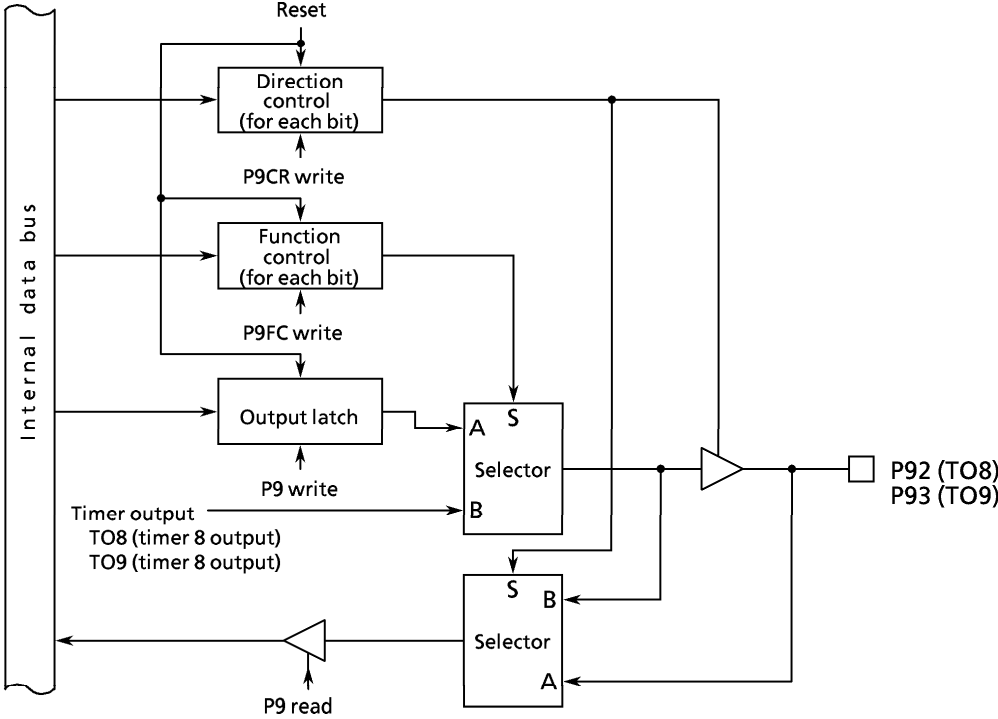 Reset
Direction
control
(for each bit)
P9CR write
Function
control
(for each bit)
P9FC write
Internal data bus
Output latch
P9 write
A
S
Selector
B
Timer output
TO8 (timer 8 output)
TO9 (timer 8 output)
P92 (TO8)
P93 (TO9)
S
B
Selector
A
P9 read